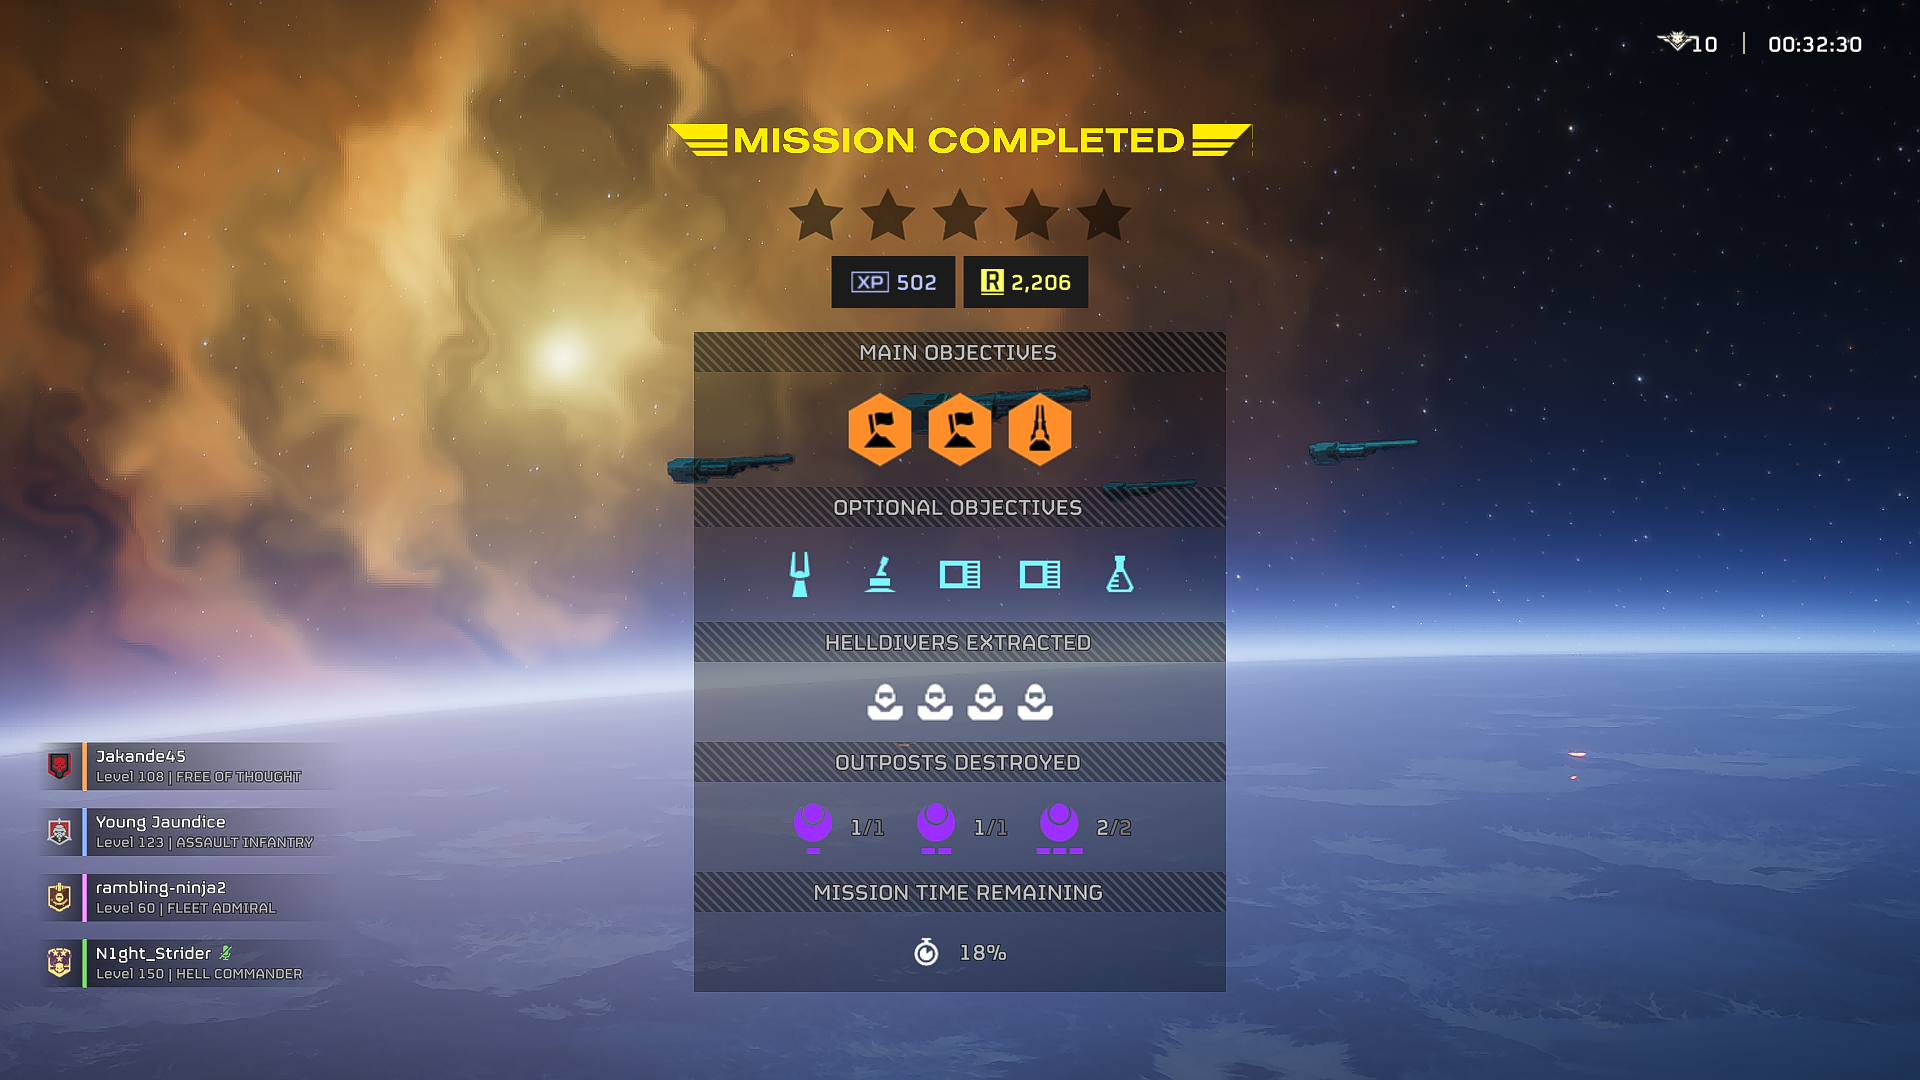 10 | 00:32:30
MISSION COMPLETED
XP 502
R 2,206
MAIN OBJECTIVES
OPTIONAL OBJECTIVES
HELLDIVERS EXTRACTED
OUTPOSTS DESTROYED
1/1 1/1 2/2
MISSION TIME REMAINING
18%
Jakande45
Level 108 | FREE OF THOUGHT
Young Jaundice
Level 123 | ASSAULT INFANTRY
rambling-ninja2
Level 60 | FLEET ADMIRAL
N1ght_Strider
Level 150 | HELL COMMANDER